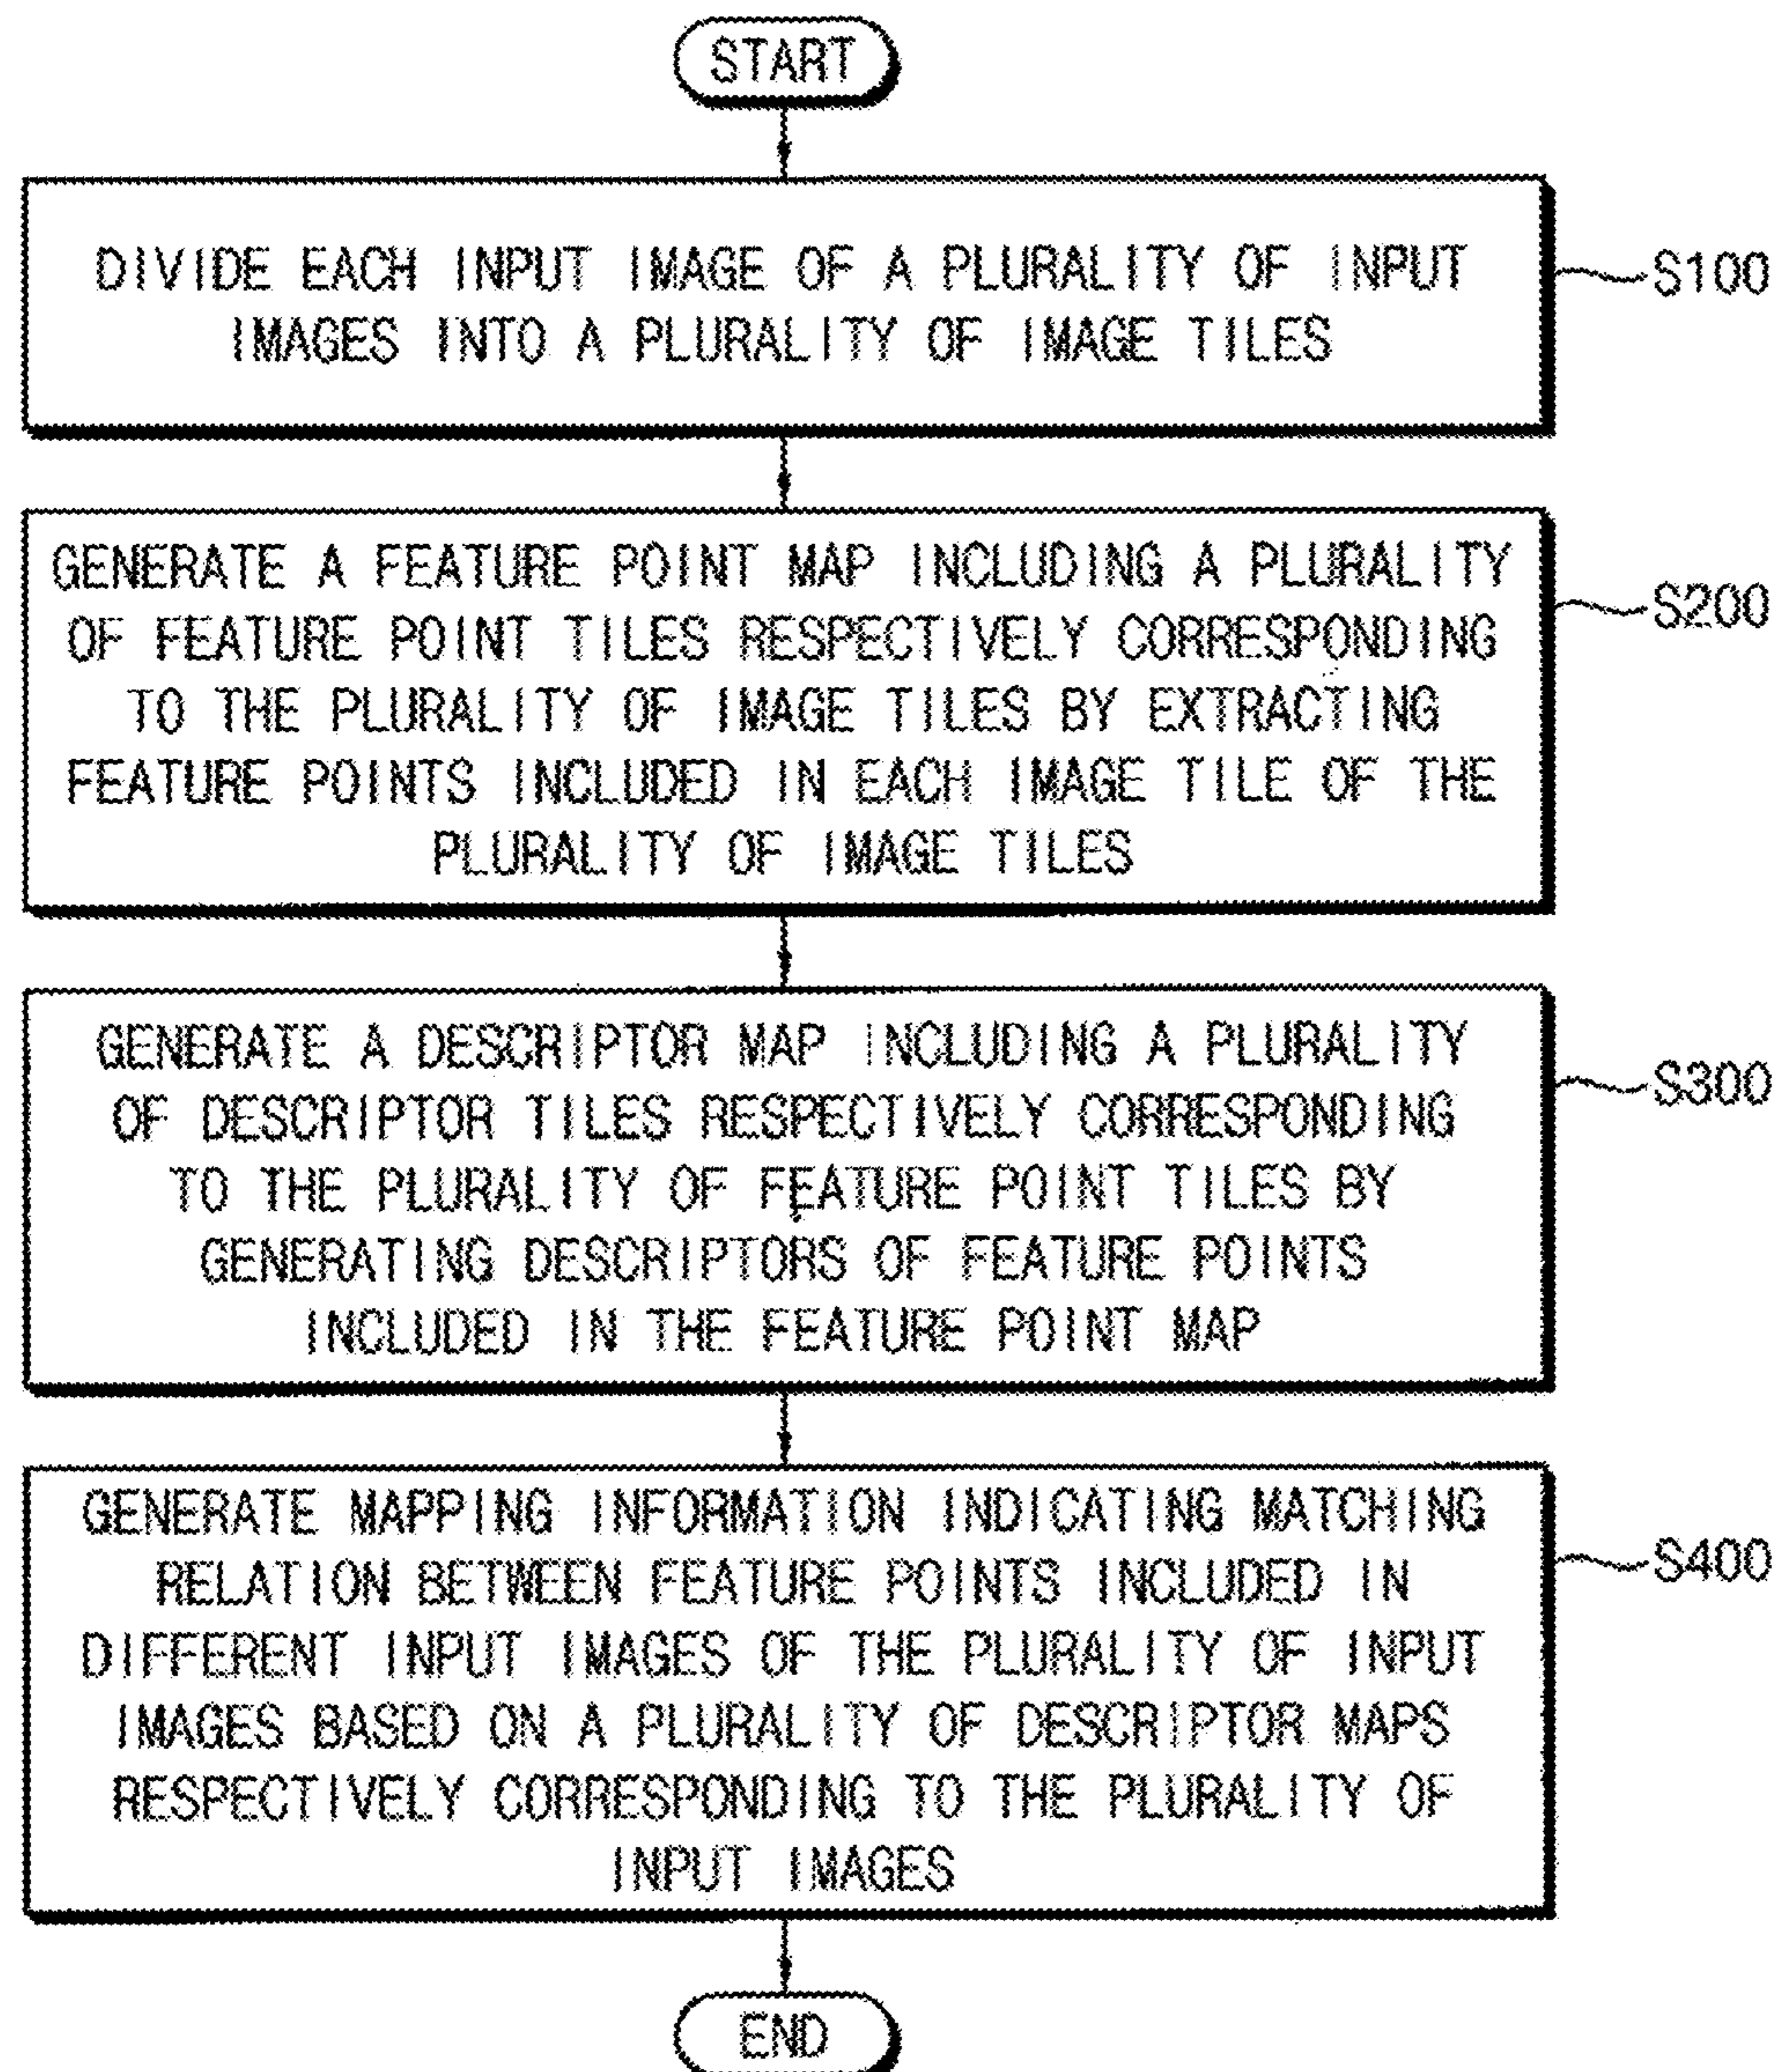 START
DIVIDE EACH INPUT IMAGE OF A PLURALITY OF INPUT
IMAGES INTO A PLURALITY OF IMAGE TILES
S100
GENERATE A FEATURE POINT MAP INCLUDING A PLURALITY
OF FEATURE POINT TILES RESPECTIVELY CORRESPONDING
TO THE PLURALITY OF IMAGE TILES BY EXTRACTING
FEATURE POINTS INCLUDED IN EACH IMAGE TILE OF THE
PLURALITY OF IMAGE TILES
S200
GENERATE A DESCRIPTOR MAP INCLUDING A PLURALITY
OF DESCRIPTOR TILES RESPECTIVELY CORRESPONDING
TO THE PLURALITY OF FEATURE POINT TILES BY
GENERATING DESCRIPTORS OF FEATURE POINTS
INCLUDED IN THE FEATURE POINT MAP
S300
GENERATE MAPPING INFORMATION INDICATING MATCHING
RELATION BETWEEN FEATURE POINTS INCLUDED IN
DIFFERENT INPUT IMAGES OF THE PLURALITY OF INPUT
IMAGES BASED ON A PLURALITY OF DESCRIPTOR MAPS
RESPECTIVELY CORRESPONDING TO THE PLURALITY OF
INPUT IMAGES
S400
END